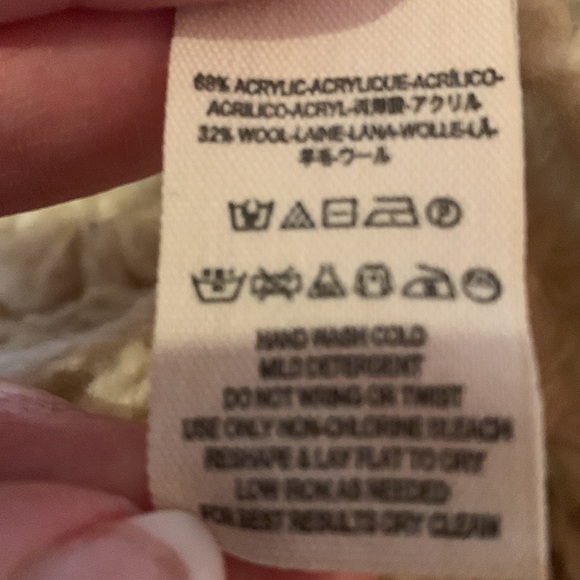 68% ACRYLIC-ACRYLIQUE-ACRÍLICO-
ACRILICO-ACRYL-アクリル
32% WOOL-LAINE-LANA-WOLLE-
羊毛-ウール
HAND WASH COLD
MILD DETERGENT
DO NOT WRING OR TWIST
USE ONLY NON-CHLORINE BLEACH
RESHAPE & LAY FLAT TO DRY
LOW IRON AS NEEDED
FOR BEST RESULTS DRY CLEAN